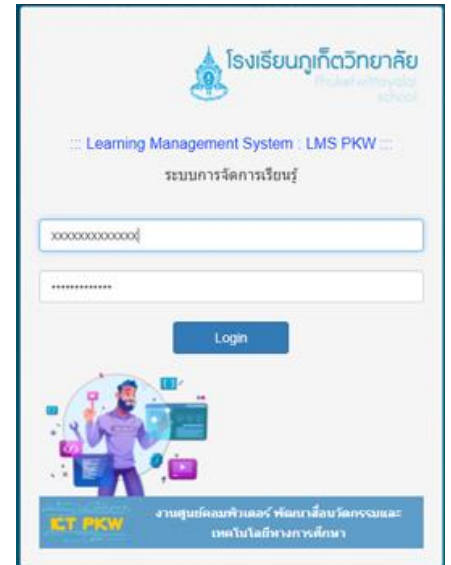 โรงเรียนภูเก็ตวิทยาลัย
Phuketwittayalai
school
::: Learning Management System : LMS PKW :::
ระบบการจัดการเรียนรู้
xxxxxxxxxxxxx
•••••••••••••
Login
ICT PKW
งานศูนย์คอมพิวเตอร์ พัฒนาสื่อนวัตกรรมและ
เทคโนโลยีทางการศึกษา